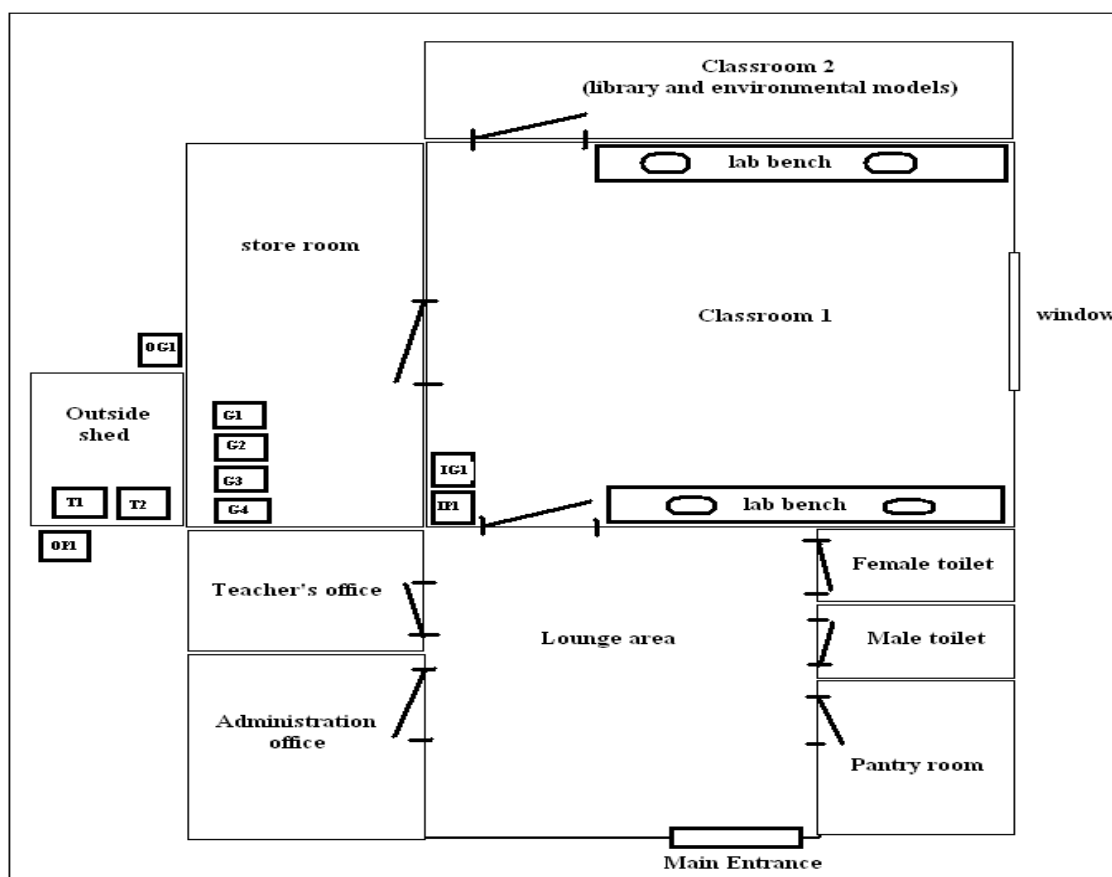 Classroom 2
(library and environmental models)
lab bench
store room
Classroom 1
window
OG1
Outside
shed
G1
G2
G3
G4
IG1
IP1
T1
T2
OP1
lab bench
Teacher's office
Female toilet
Lounge area
Male toilet
Administration
office
Pantry room
Main Entrance